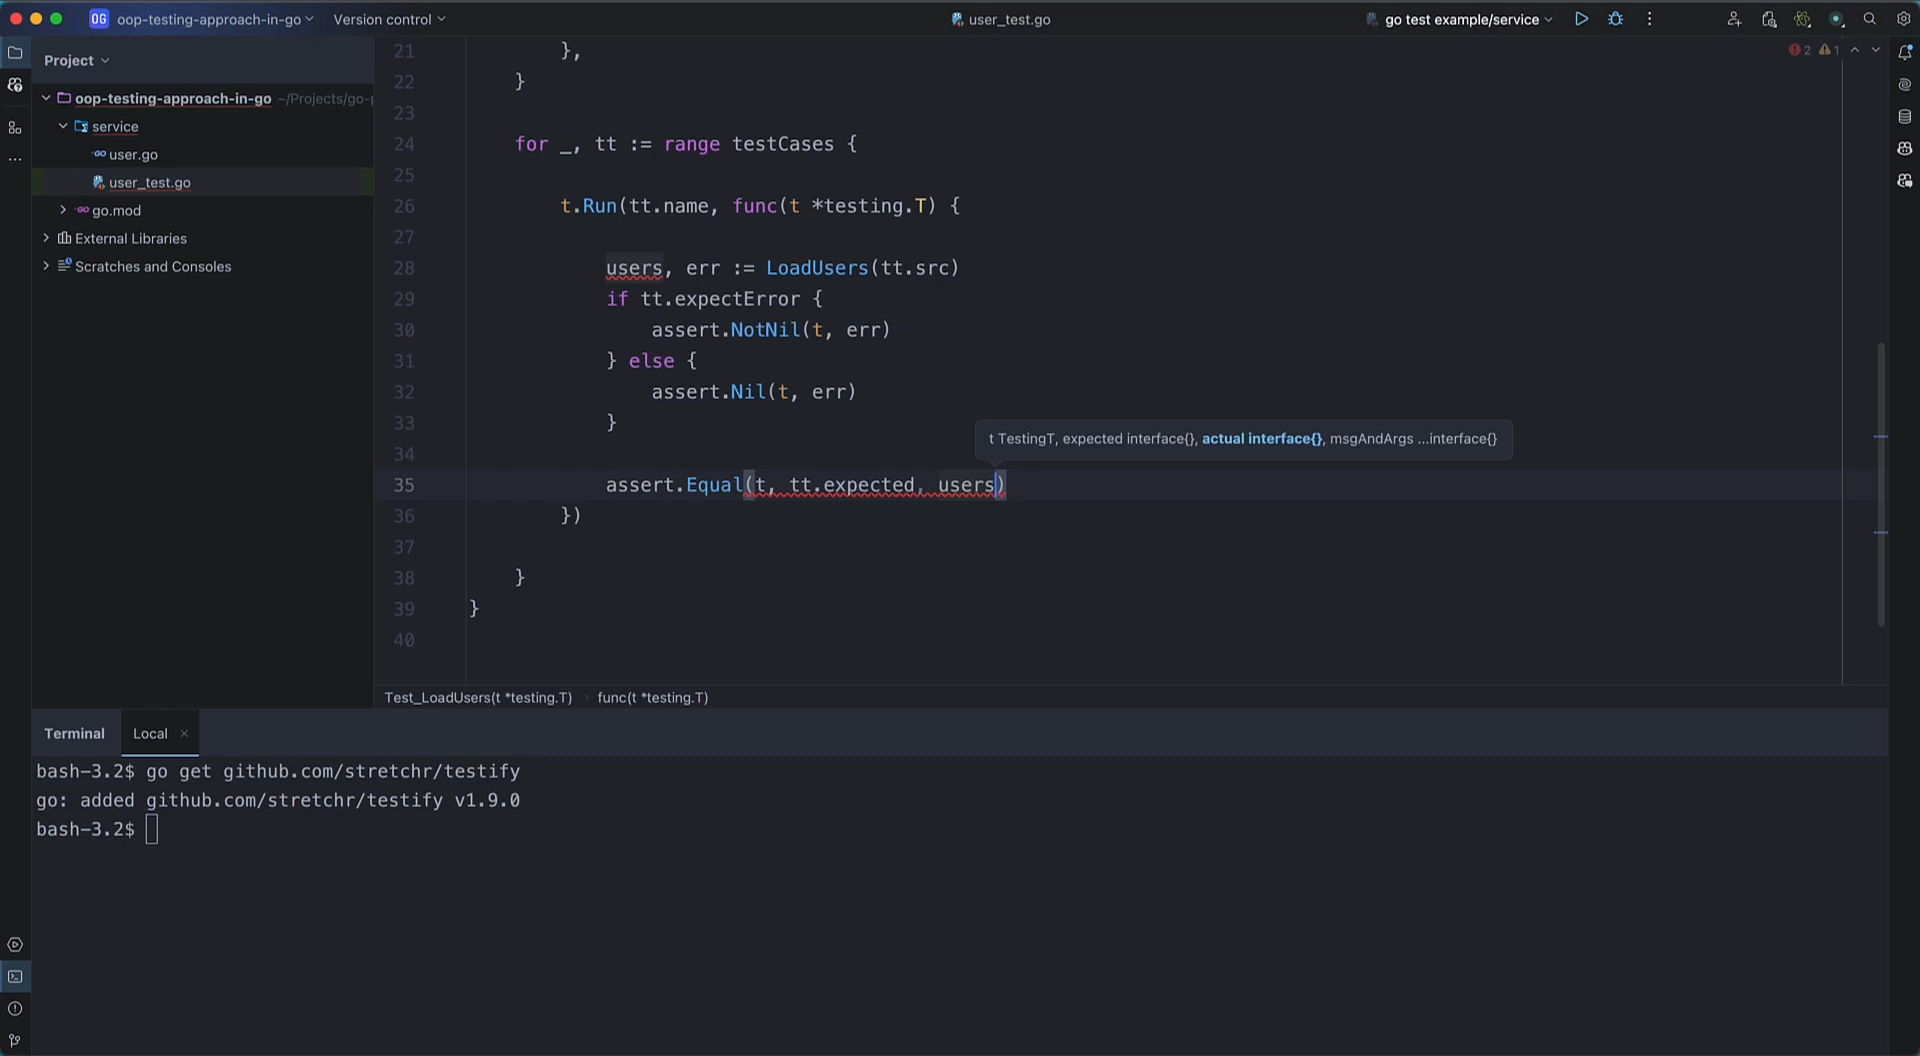 OG oop-testing-approach-in-go Version control user_test.go go test example/service
Project
oop-testing-approach-in-go ~/Projects/go-p
service
user.go
user_test.go
go.mod
External Libraries
Scratches and Consoles
2 1
21 },
22 }
23
24 for _, tt := range testCases {
25
26 t.Run(tt.name, func(t *testing.T) {
27
28 users, err := LoadUsers(tt.src)
29 if tt.expectError {
30 assert.NotNil(t, err)
31 } else {
32 assert.Nil(t, err)
33 }
t TestingT, expected interface{}, actual interface{}, msgAndArgs ...interface{}
34
35 assert.Equal(t, tt.expected, users)
36 })
37
38 }
39 }
40
Test_LoadUsers(t *testing.T) func(t *testing.T)
Terminal Local
bash-3.2$ go get github.com/stretchr/testify
go: added github.com/stretchr/testify v1.9.0
bash-3.2$